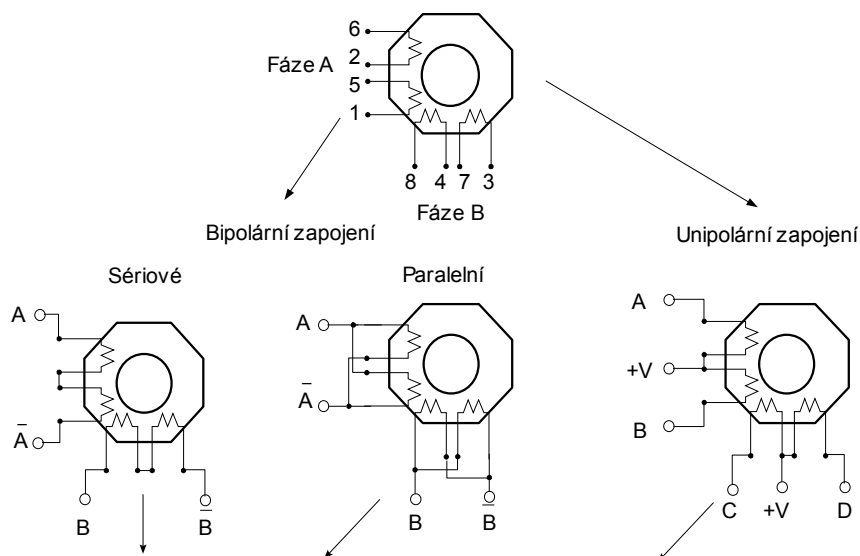 6
Fáze A
2
5
1
8 4 7 3
Fáze B
Bipolární zapojení
Unipolární zapojení
Sériové
Paralelní
A
A̅
B
B̅
A
A̅
B
B̅
A
+V
B
C
+V
D